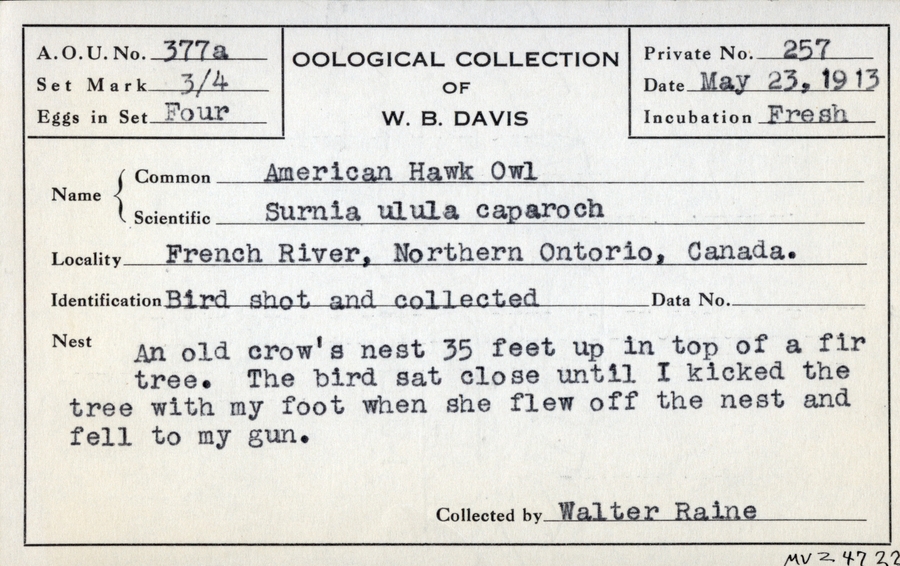 A.O.U. No. 377a
Set Mark 3/4
Eggs in Set Four
OOLOGICAL COLLECTION
OF
W. B. DAVIS
Private No. 257
Date May 23, 1913
Incubation Fresh
Name
Common American Hawk Owl
Scientific Surnia ulula caparoch
Locality French River, Northern Ontorio, Canada.
Identification Bird shot and collected Data No.
Nest An old crow's nest 35 feet up in top of a fir
tree. The bird sat close until I kicked the
tree with my foot when she flew off the nest and
fell to my gun.
Collected by Walter Raine
MVZ 4722